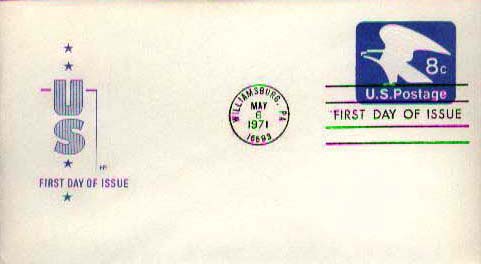 US
FIRST DAY OF ISSUE
WILLIAMSBURG, PA
MAY
6
1971
16693
8c
U.S. Postage
FIRST DAY OF ISSUE